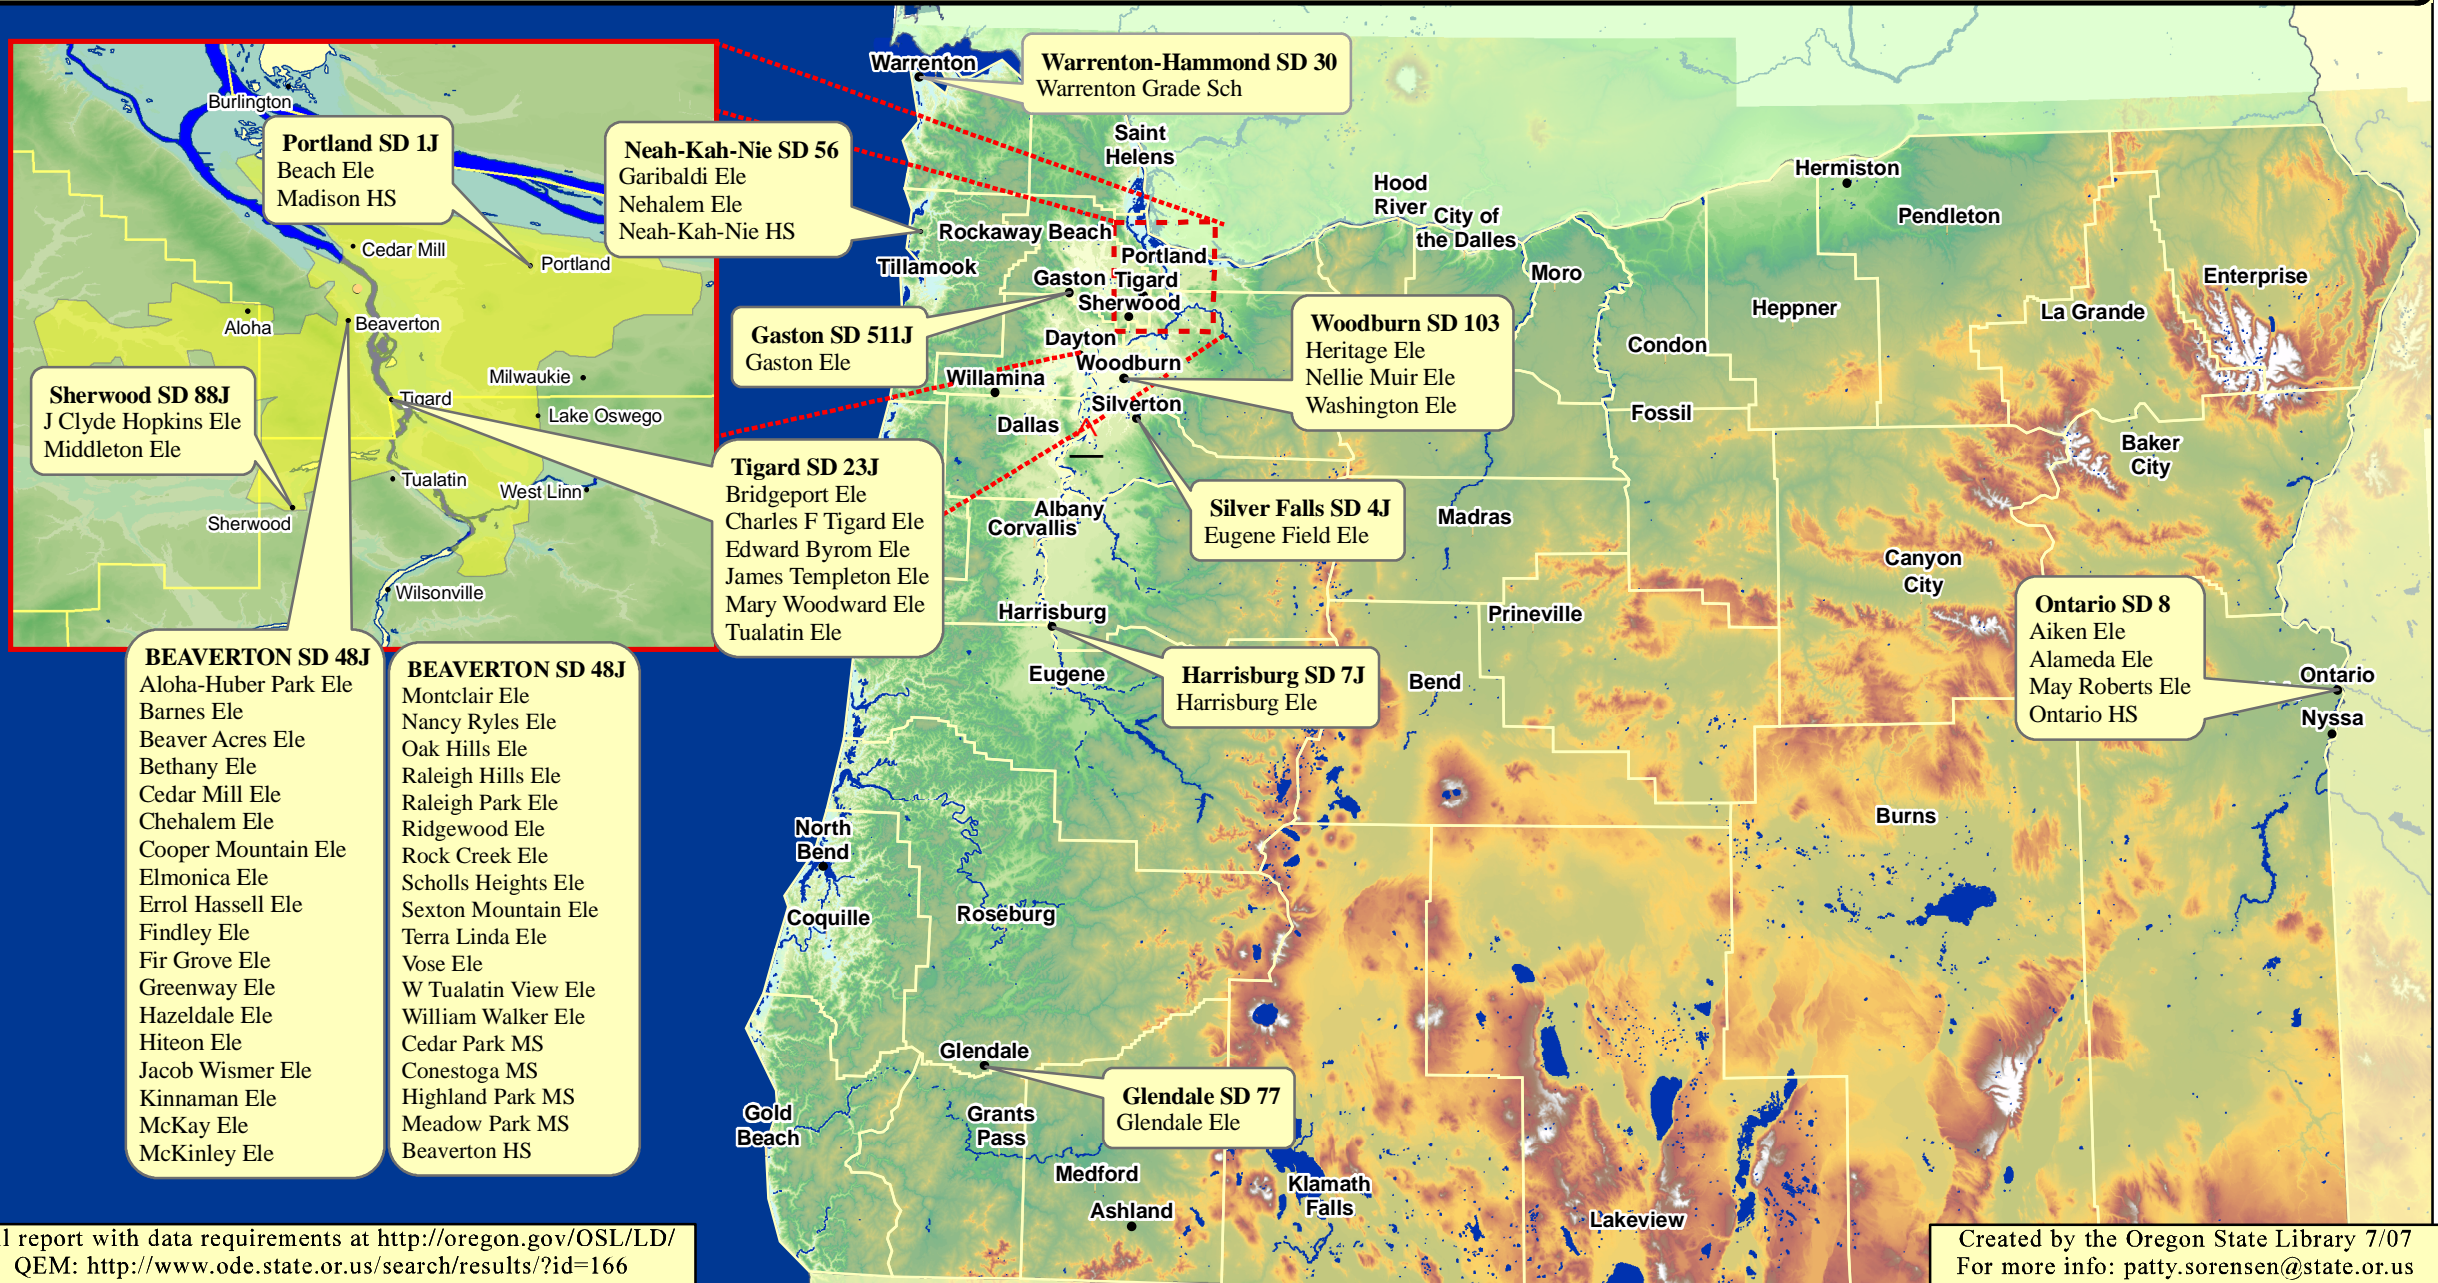 Burlington
Portland SD 1J
Beach Ele
Madison HS
Cedar Mill
Portland
Aloha
Beaverton
Milwaukie
Tigard
Lake Oswego
Tualatin
West Linn
Sherwood
Wilsonville
Sherwood SD 88J
J Clyde Hopkins Ele
Middleton Ele
Neah-Kah-Nie SD 56
Garibaldi Ele
Nehalem Ele
Neah-Kah-Nie HS
Tigard SD 23J
Bridgeport Ele
Charles F Tigard Ele
Edward Byrom Ele
James Templeton Ele
Mary Woodward Ele
Tualatin Ele
BEAVERTON SD 48J
Aloha-Huber Park Ele
Barnes Ele
Beaver Acres Ele
Bethany Ele
Cedar Mill Ele
Chehalem Ele
Cooper Mountain Ele
Elmonica Ele
Errol Hassell Ele
Findley Ele
Fir Grove Ele
Greenway Ele
Hazeldale Ele
Hiteon Ele
Jacob Wismer Ele
Kinnaman Ele
McKay Ele
McKinley Ele
BEAVERTON SD 48J
Montclair Ele
Nancy Ryles Ele
Oak Hills Ele
Raleigh Hills Ele
Raleigh Park Ele
Ridgewood Ele
Rock Creek Ele
Scholls Heights Ele
Sexton Mountain Ele
Terra Linda Ele
Vose Ele
W Tualatin View Ele
William Walker Ele
Cedar Park MS
Conestoga MS
Highland Park MS
Meadow Park MS
Beaverton HS
Warrenton
Warrenton-Hammond SD 30
Warrenton Grade Sch
Saint
Helens
Rockaway Beach
Tillamook
Portland
Gaston
Tigard
Sherwood
Gaston SD 511J
Gaston Ele
Dayton
Woodburn
Willamina
Silverton
Dallas
Woodburn SD 103
Heritage Ele
Nellie Muir Ele
Washington Ele
Silver Falls SD 4J
Eugene Field Ele
Hood
River
City of
the Dalles
Moro
Hermiston
Pendleton
Heppner
Condon
Fossil
La Grande
Enterprise
Baker
City
Albany
Corvallis
Madras
Canyon
City
Harrisburg
Prineville
Eugene
Harrisburg SD 7J
Harrisburg Ele
Bend
Ontario SD 8
Aiken Ele
Alameda Ele
May Roberts Ele
Ontario HS
Ontario
Nyssa
North
Bend
Coquille
Roseburg
Burns
Glendale
Glendale SD 77
Glendale Ele
Gold
Beach
Grants
Pass
Medford
Ashland
Klamath
Falls
Lakeview
l report with data requirements at http://oregon.gov/OSL/LD/
QEM: http://www.ode.state.or.us/search/results/?id=166
Created by the Oregon State Library 7/07
For more info: patty.sorensen@state.or.us